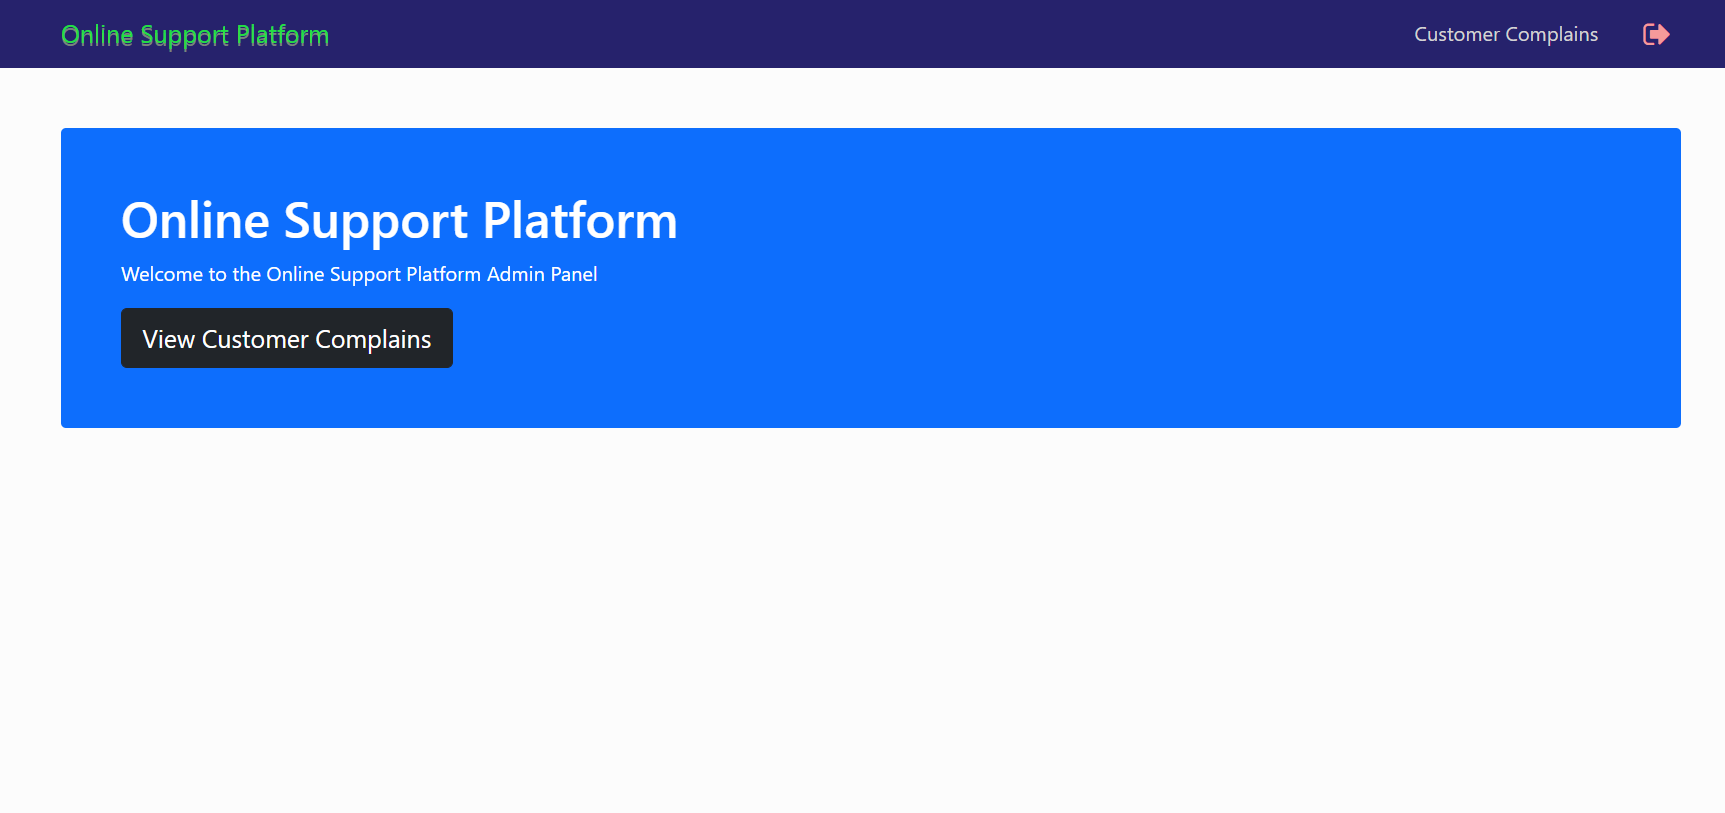 Online Support Platform
Customer Complains
Online Support Platform
Welcome to the Online Support Platform Admin Panel
View Customer Complains